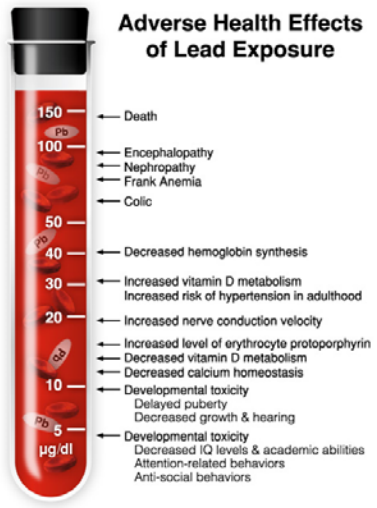 Adverse Health Effects
of Lead Exposure
150
Death
Pb
100
Encephalopathy
Nephropathy
Pb
Frank Anemia
Colic
50
Pb
40
Decreased hemoglobin synthesis
30
Increased vitamin D metabolism
Increased risk of hypertension in adulthood
20
Increased nerve conduction velocity
Increased level of erythrocyte protoporphyrin
Pb
Decreased vitamin D metabolism
Decreased calcium homeostasis
10
Developmental toxicity
Delayed puberty
Decreased growth & hearing
Pb
5
Developmental toxicity
µg/dl
Decreased IQ levels & academic abilities
Attention-related behaviors
Anti-social behaviors